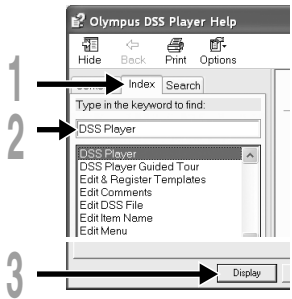 Olympus DSS Player Help
Hide Back Print Options
1
Index Search
Type in the keyword to find:
2
DSS Player
DSS Player
DSS Player Guided Tour
Edit & Register Templates
Edit Comments
Edit DSS File
Edit Item Name
Edit Menu
3
Display